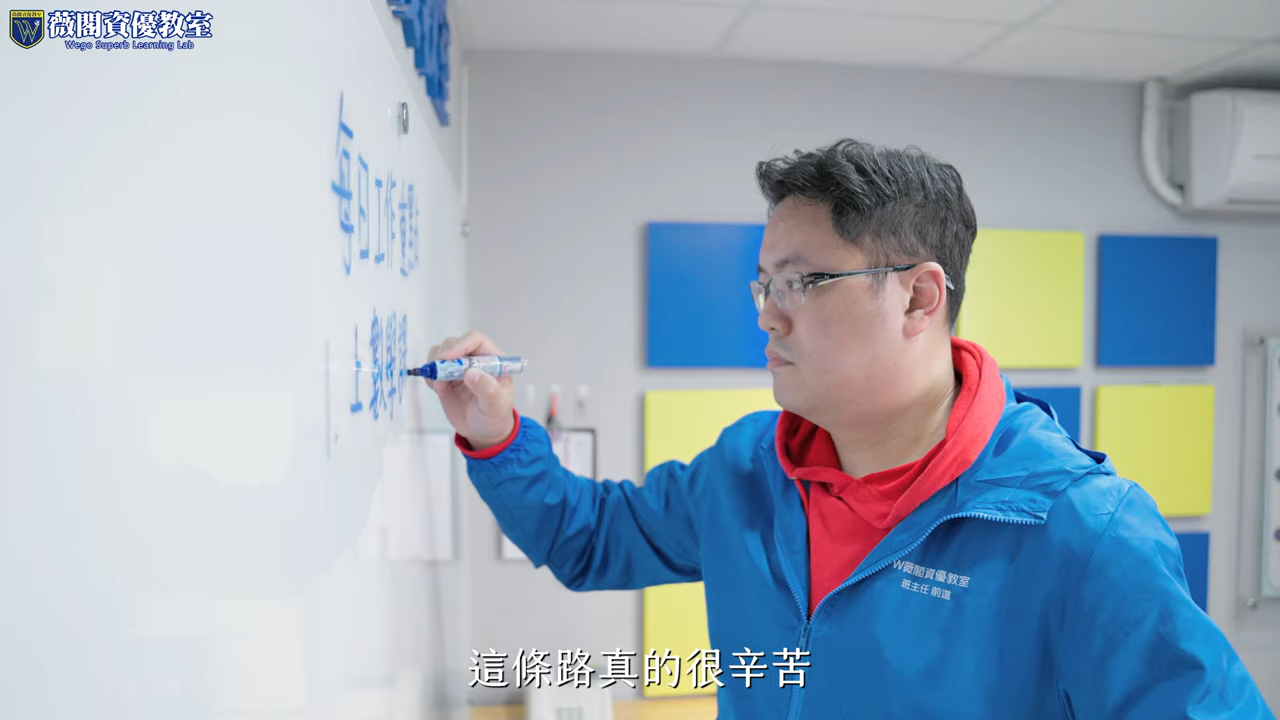 薇閣資優教室
Wego Superb Learning Lab
每日工作重點
上數學課
W薇閣資優教室
班主任 前進
這條路真的很辛苦